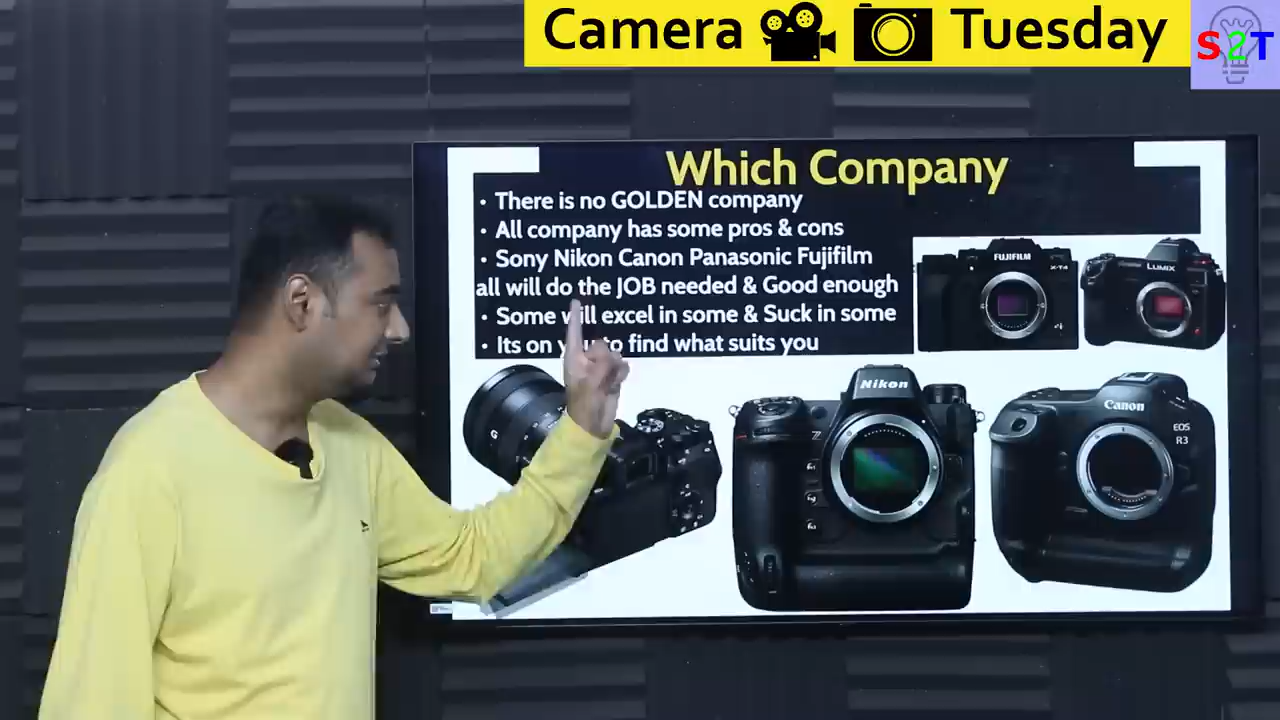 Camera Tuesday
S2T
Which Company
• There is no GOLDEN company
• All company has some pros & cons
• Sony Nikon Canon Panasonic Fujifilm
all will do the JOB needed & Good enough
• Some will excel in some & Suck in some
• Its on you to find what suits you
FUJIFILM
X-T4
LUMIX
G
Nikon
Z
Canon
EOS
R3